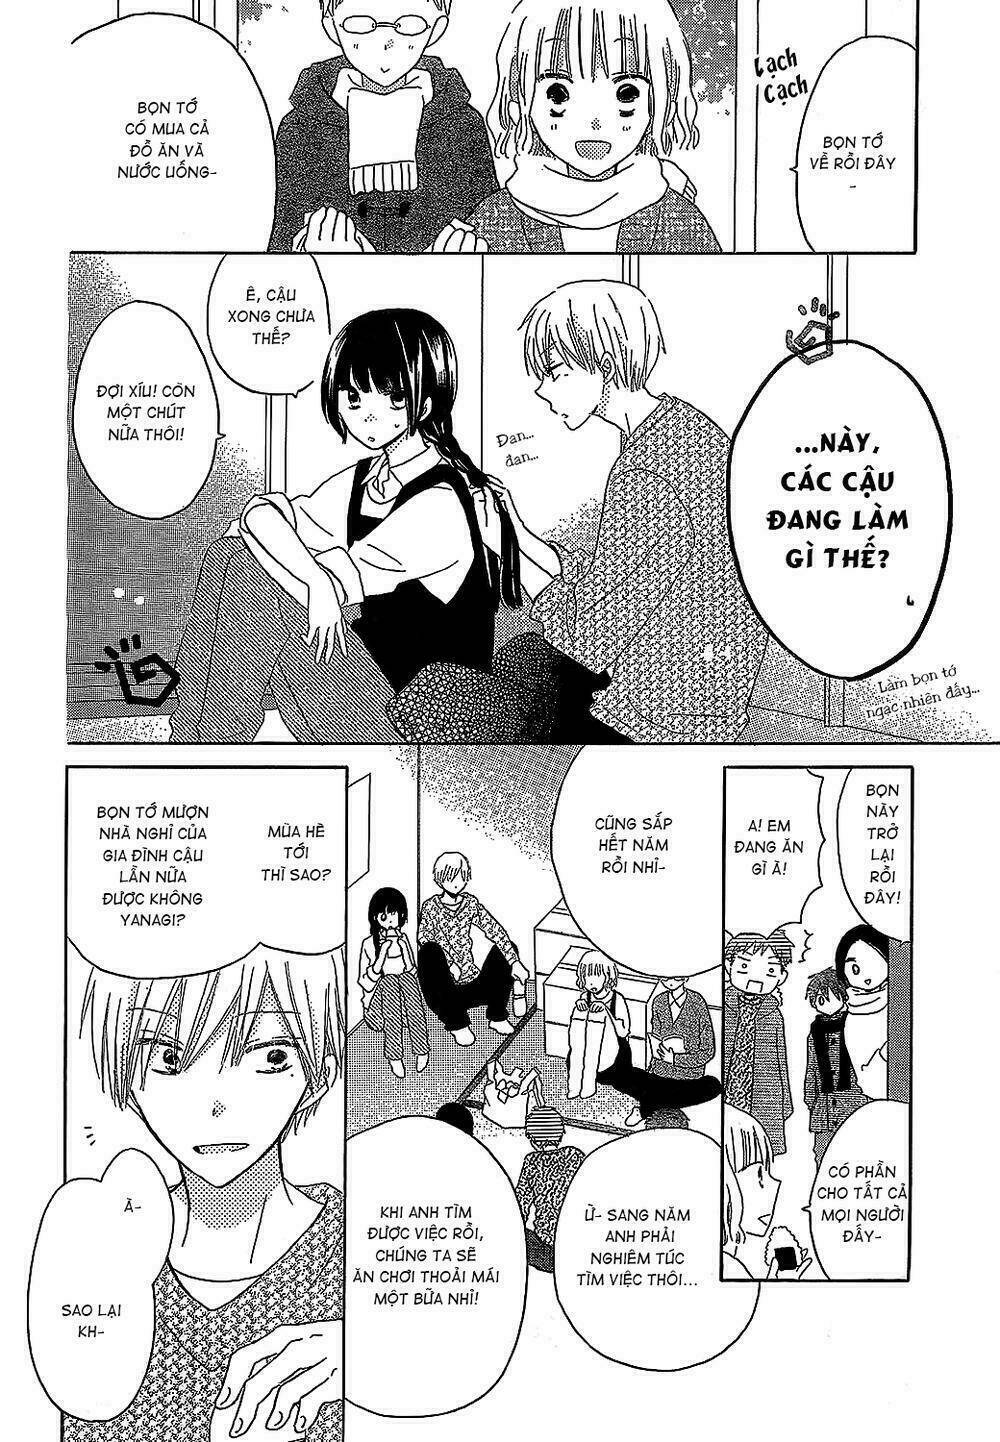 BỌN TỚ
VỀ RỒI ĐÂY
-
LẠCH
CẠCH
BỌN TỚ
CÓ MUA CẢ
ĐỒ ĂN VÀ
NƯỚC UỐNG-
...NÀY,
CÁC CẬU
ĐANG LÀM
GÌ THẾ?
Làm bọn tớ
ngạc nhiên đấy...
Đan...
đan...
Ê, CẬU
XONG CHƯA
THẾ?
ĐỢI XÍU! CÒN
MỘT CHÚT
NỮA THÔI!
BỌN
NÀY
TRỞ
LẠI
RỒI
ĐÂY!
A! EM
ĐANG ĂN
GÌ À!
CÓ PHẦN
CHO TẤT CẢ
MỌI NGƯỜI
ĐẤY-
CŨNG SẮP
HẾT NĂM
RỒI NHỈ-
Ừ- SANG NĂM
ANH PHẢI
NGHIÊM TÚC
TÌM VIỆC THÔI...
KHI ANH TÌM
ĐƯỢC VIỆC RỒI,
CHÚNG TA SẼ
ĂN CHƠI THOẢI MÁI
MỘT BỮA NHỈ!
MÙA HÈ
TỚI
THÌ SAO?
BỌN TỚ MƯỢN
NHÀ NGHỈ CỦA
GIA ĐÌNH CẬU
LẦN NỮA
ĐƯỢC KHÔNG
YANAGI?
À-
SAO LẠI
KH-